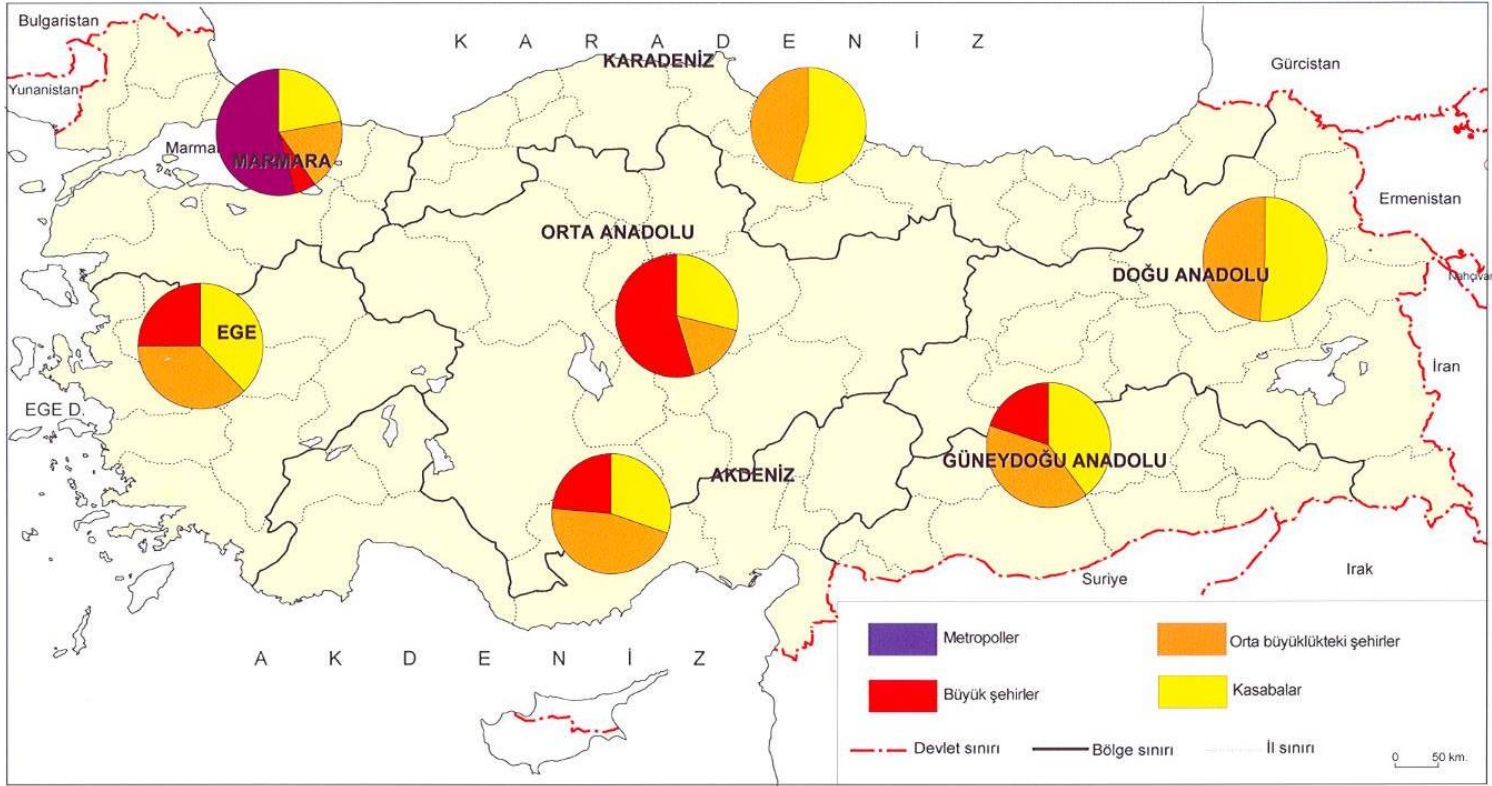 Bulgaristan
K A R A D E N İ Z
KARADENİZ
Gürcistan
Yunanistan
MARMARA
Ermenistan
ORTA ANADOLU
DOĞU ANADOLU
EGE
İran
EGE D.
GÜNEYDOĞU ANADOLU
AKDENİZ
Suriye
Irak
A K D E N İ Z
Metropoller
Orta büyüklükteki şehirler
Büyük şehirler
Kasabalar
Devlet sınırı
Bölge sınırı
İl sınırı
0 50 km.